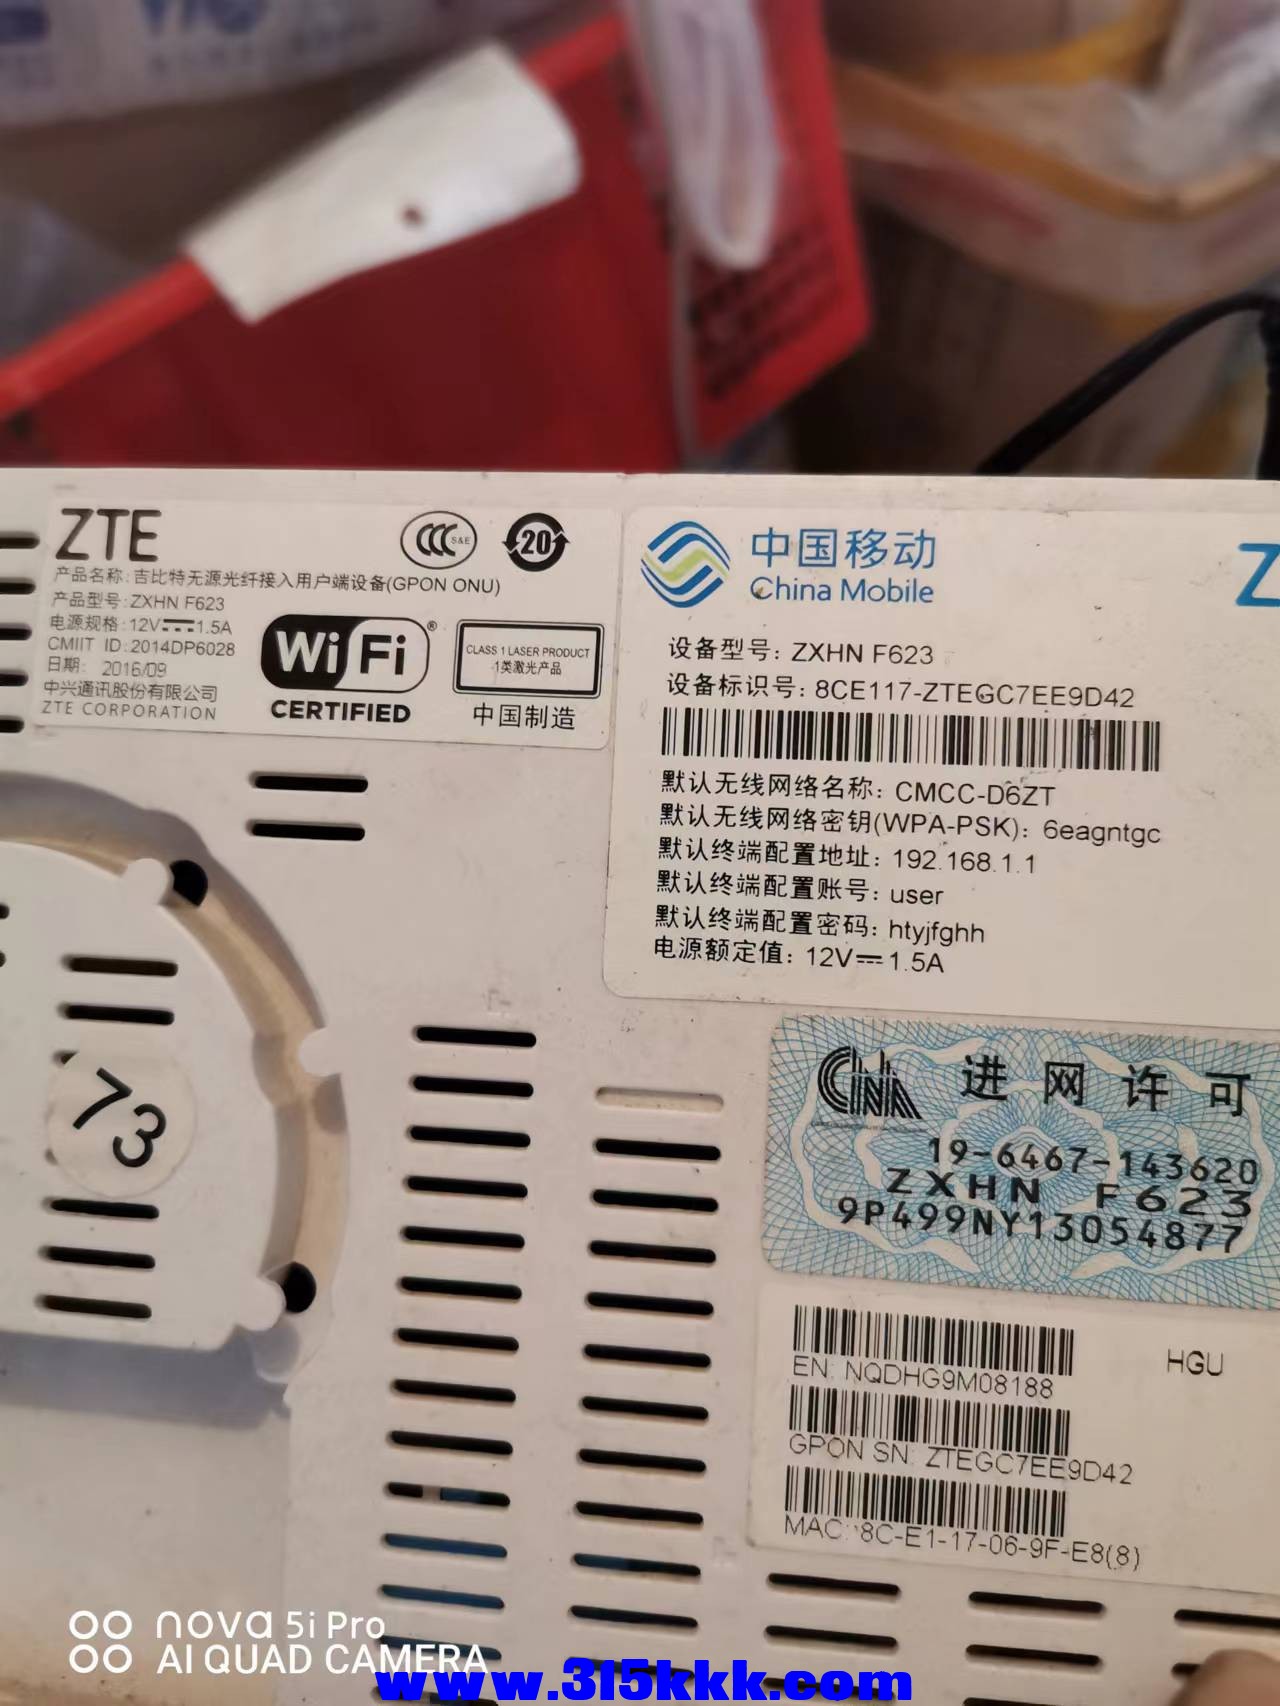 ZTE
S&E
20
产品名称:吉比特无源光纤接入用户端设备(GPON ONU)
产品型号:ZXHN F623
电源规格:12V⎓1.5A
CMIIT ID:2014DP6028
日期: 2016/09
中兴通讯股份有限公司
ZTE CORPORATION
WiFi®
CERTIFIED
CLASS 1 LASER PRODUCT
1类激光产品
中国制造
中国移动
China Mobile
Z
设备型号: ZXHN F623
设备标识号: 8CE117-ZTEGC7EE9D42
默认无线网络名称: CMCC-D6ZT
默认无线网络密钥(WPA-PSK): 6eagntgc
默认终端配置地址: 192.168.1.1
默认终端配置账号: user
默认终端配置密码: htyjfghh
电源额定值: 12V⎓1.5A
73
CNA 进网许可
19-6467-143620
ZXHN F623
9P499NY13054877
HGU
EN: NQDHG9M08188
GPON SN: ZTEGC7EE9D42
MAC: 8C-E1-17-06-9F-E8(8)
nova 5i Pro
AI QUAD CAMERA
www.315kkk.com